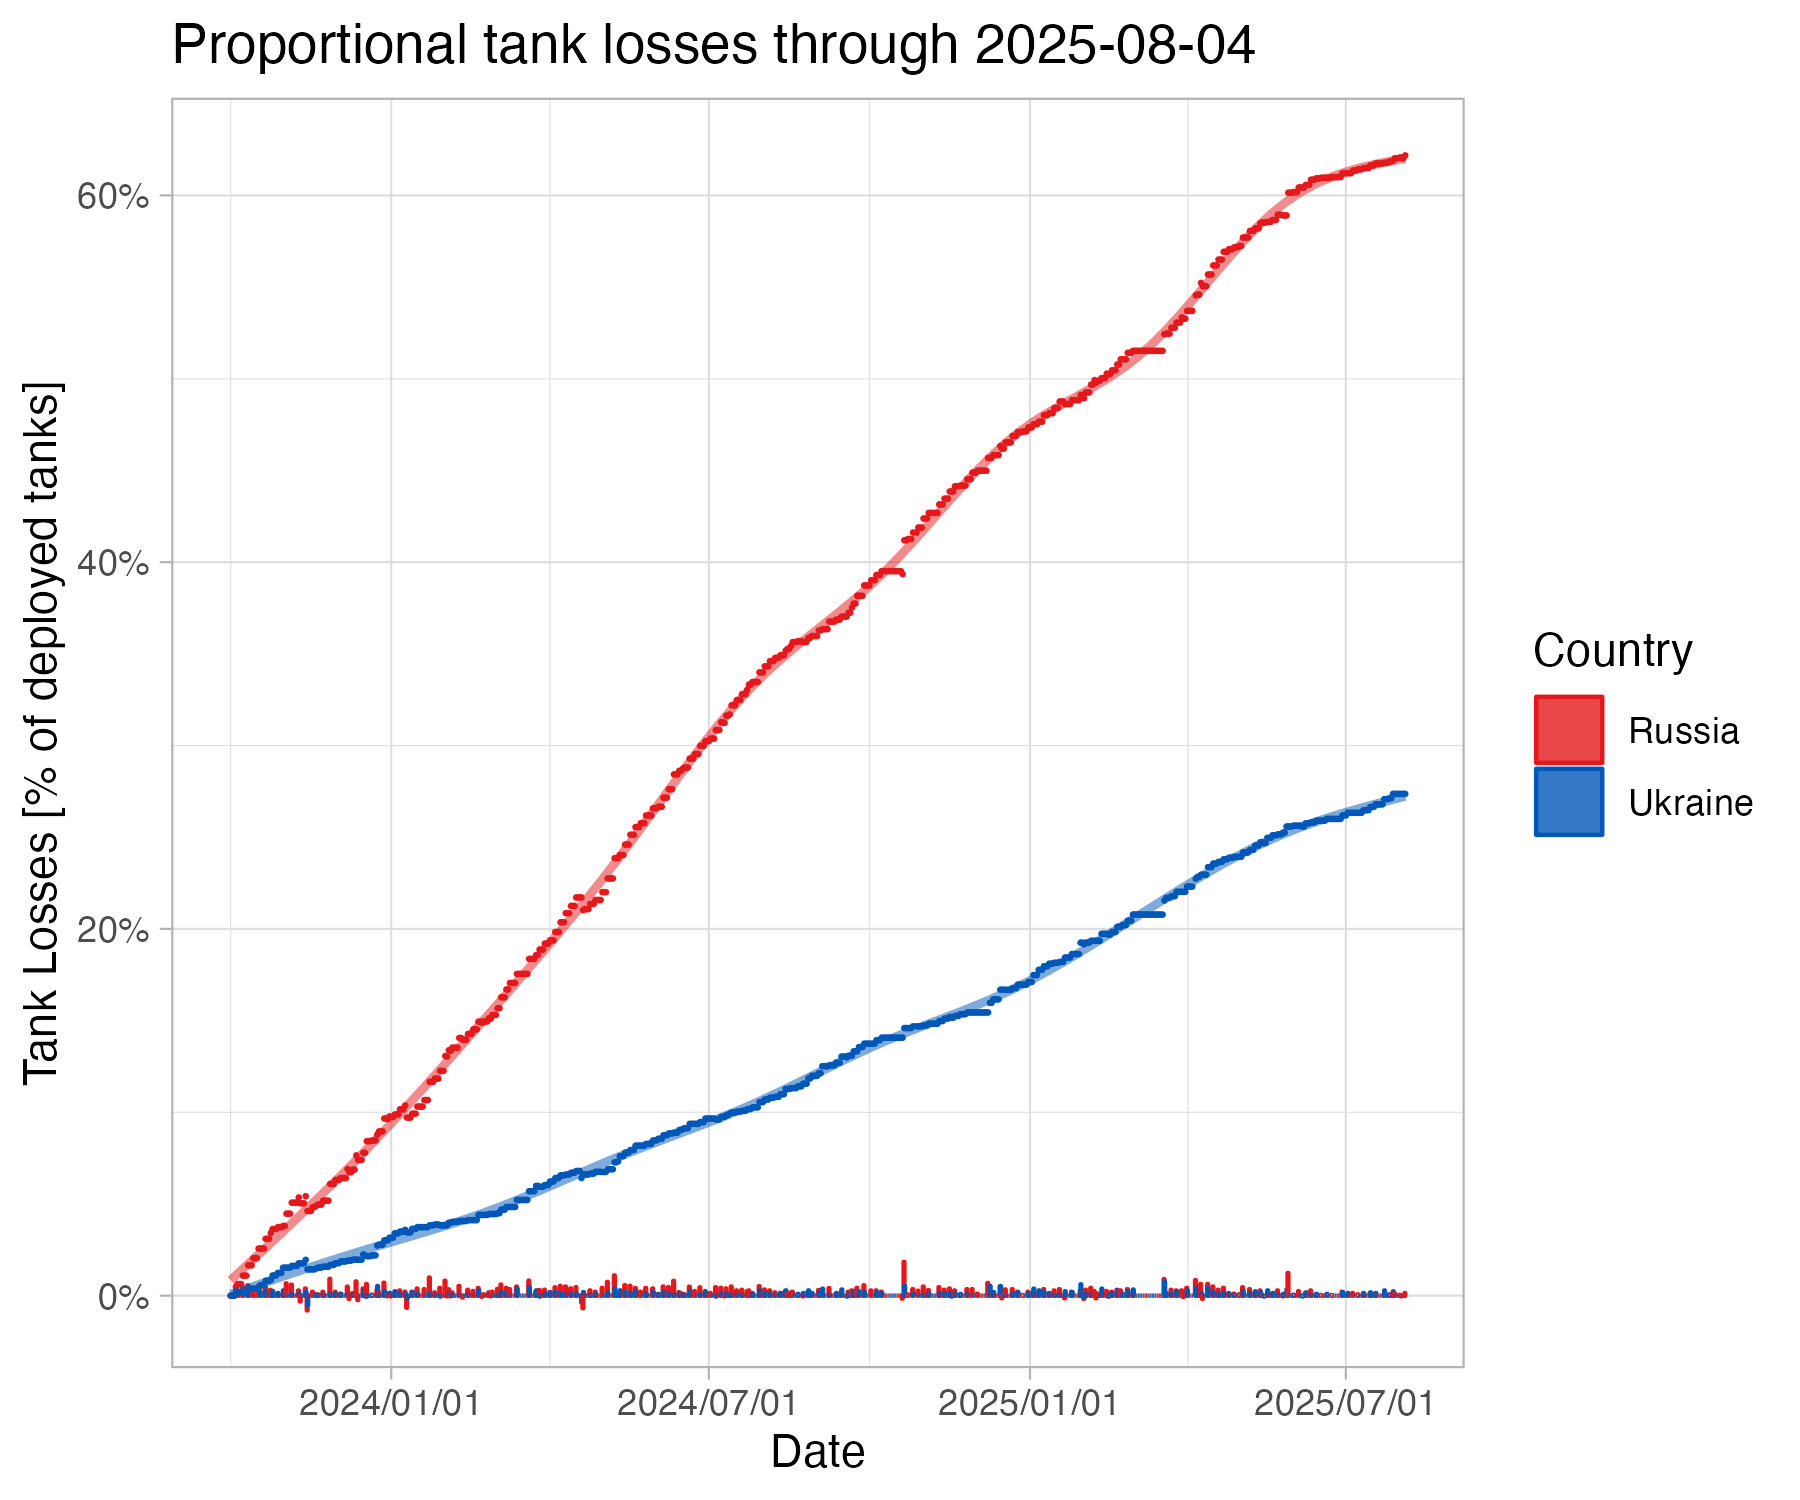 Proportional tank losses through 2025-08-04
Tank Losses [% of deployed tanks]
60%
40%
20%
0%
2024/01/01
2024/07/01
2025/01/01
2025/07/01
Date
Country
Russia
Ukraine